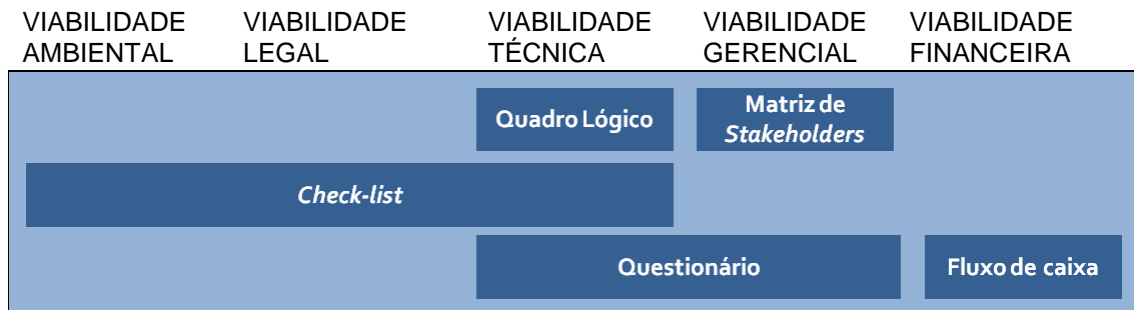 VIABILIDADE AMBIENTAL
VIABILIDADE LEGAL
VIABILIDADE TÉCNICA
VIABILIDADE GERENCIAL
VIABILIDADE FINANCEIRA
Quadro Lógico
Matriz de
Stakeholders
Check-list
Questionário
Fluxo de caixa